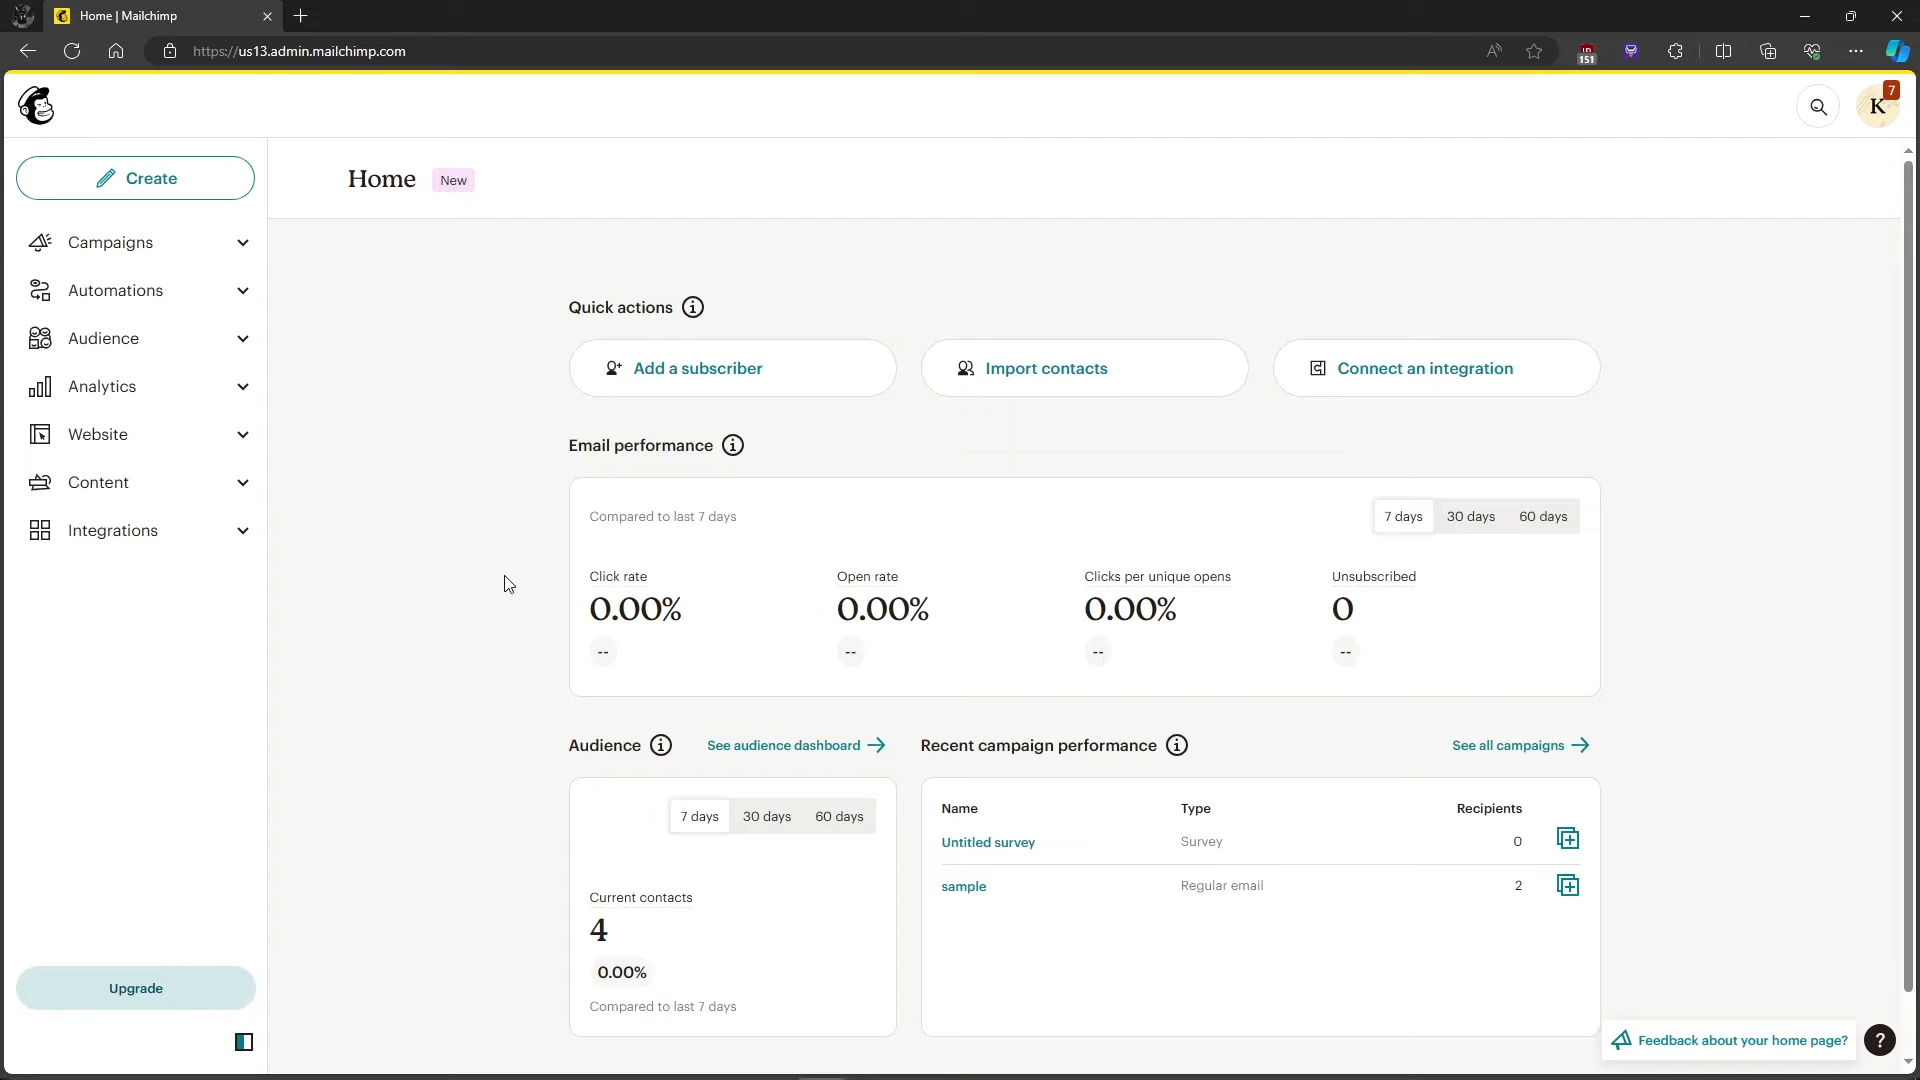 Home | Mailchimp
https://us13.admin.mailchimp.com
151
K
7
Create
Home
New
Campaigns
Automations
Audience
Analytics
Website
Content
Integrations
Upgrade
Quick actions
Add a subscriber
Import contacts
Connect an integration
Email performance
Compared to last 7 days
7 days 30 days 60 days
Click rate Open rate Clicks per unique opens Unsubscribed
0.00% 0.00% 0.00% 0
-- -- -- --
Audience
See audience dashboard
7 days 30 days 60 days
Current contacts
4
0.00%
Compared to last 7 days
Recent campaign performance
See all campaigns
Name Type Recipients
Untitled survey Survey 0
sample Regular email 2
Feedback about your home page?
?